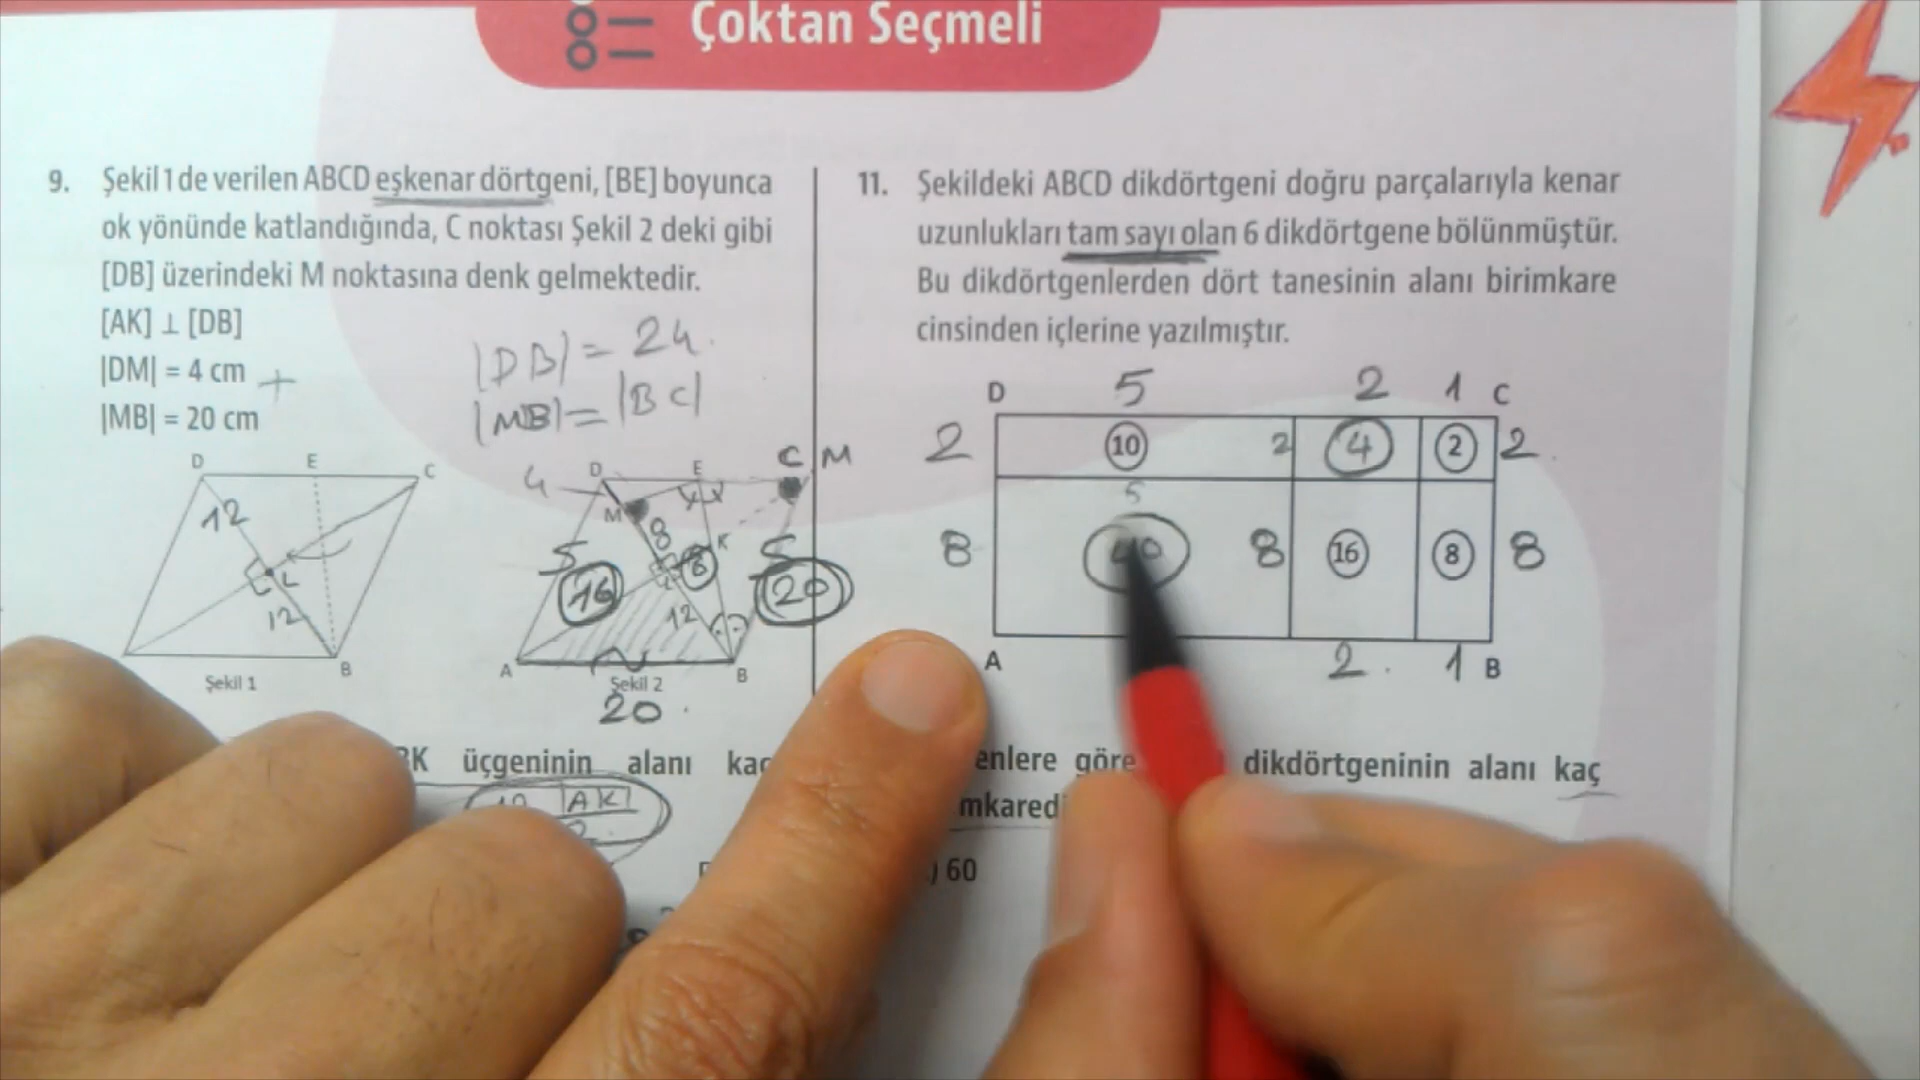 Çoktan Seçmeli
9. Şekil 1 de verilen ABCD eşkenar dörtgeni, [BE] boyunca
ok yönünde katlandığında, C noktası Şekil 2 deki gibi
[DB] üzerindeki M noktasına denk gelmektedir.
[AK] ⊥ [DB]
|DM| = 4 cm +
|MB| = 20 cm
|DB| = 24
|MB| = |BC|
D E C
12
L
12
B
Şekil 1
4 D E C M
M 8 K
5 16 8 5 20
12
A B
Şekil 2
20
K üçgeninin alanı
|AK|
11. Şekildeki ABCD dikdörtgeni doğru parçalarıyla kenar
uzunlukları tam sayı olan 6 dikdörtgene bölünmüştür.
Bu dikdörtgenlerden dört tanesinin alanı birimkare
cinsinden içlerine yazılmıştır.
D 5 2 1 C
2 10 2 4 2 2
5
8 40 8 16 8 8
A 2 1 B
enlere göre dikdörtgeninin alanı kaç
mkared
) 60